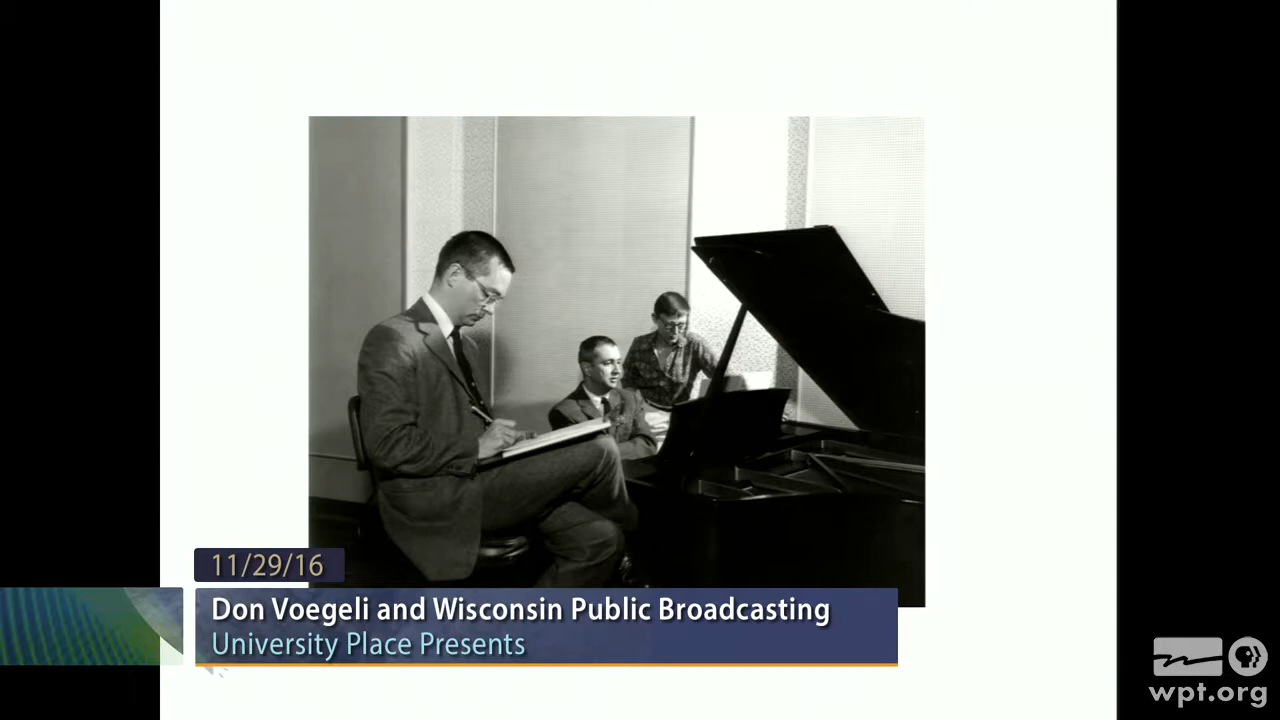 11/29/16
Don Voegeli and Wisconsin Public Broadcasting
University Place Presents
wpt.org